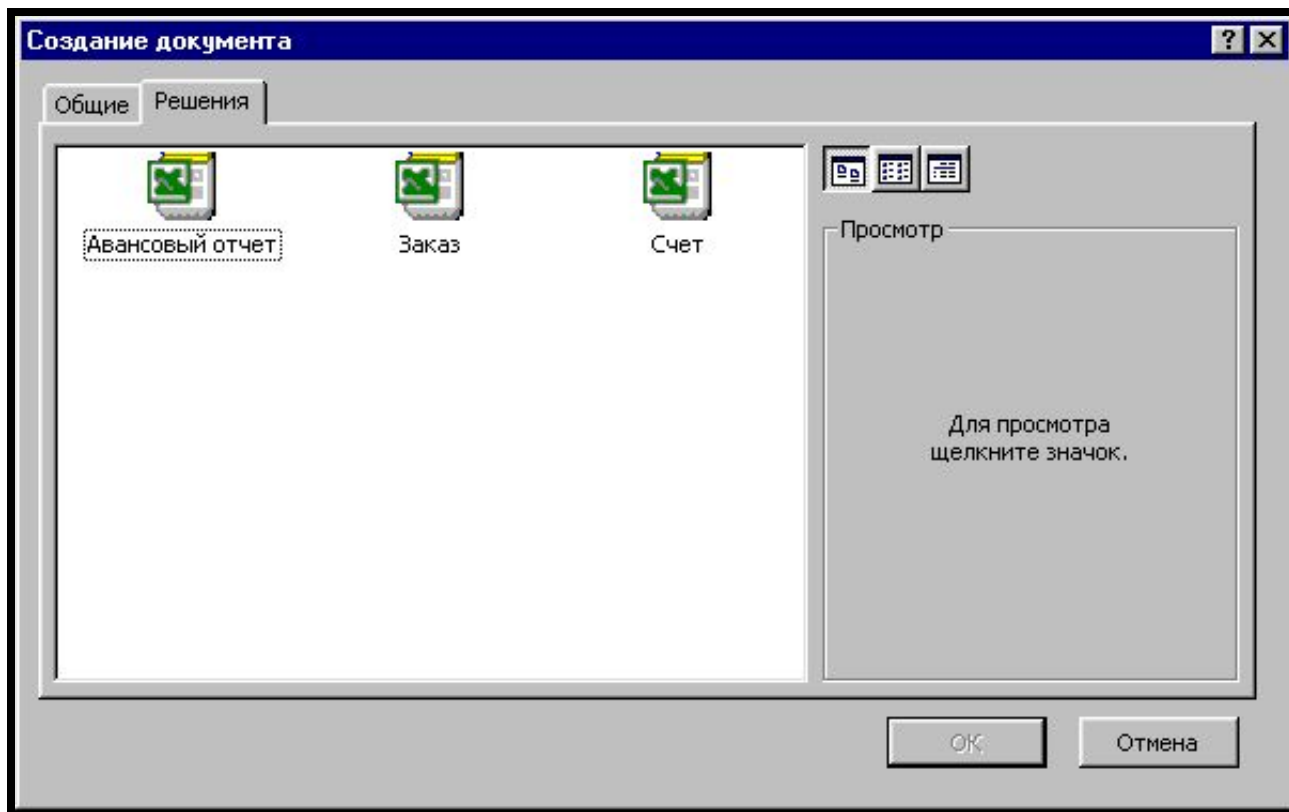 Создание документа
Общие Решения
Авансовый отчет Заказ Счет
Просмотр
Для просмотра
щелкните значок.
OK Отмена